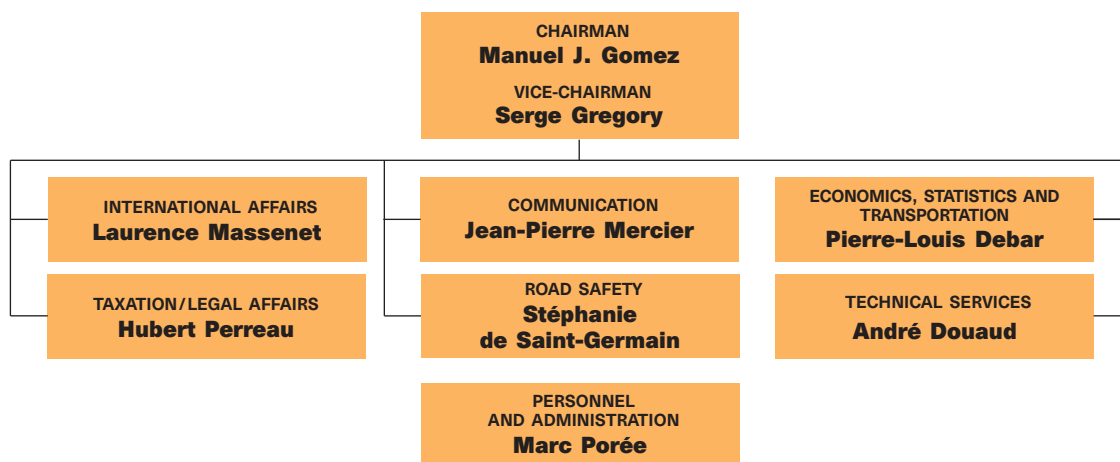 CHAIRMAN
Manuel J. Gomez
VICE-CHAIRMAN
Serge Gregory
INTERNATIONAL AFFAIRS
Laurence Massenet
COMMUNICATION
Jean-Pierre Mercier
ECONOMICS, STATISTICS AND
TRANSPORTATION
Pierre-Louis Debar
TAXATION/LEGAL AFFAIRS
Hubert Perreau
ROAD SAFETY
Stéphanie
de Saint-Germain
TECHNICAL SERVICES
André Douaud
PERSONNEL
AND ADMINISTRATION
Marc Porée